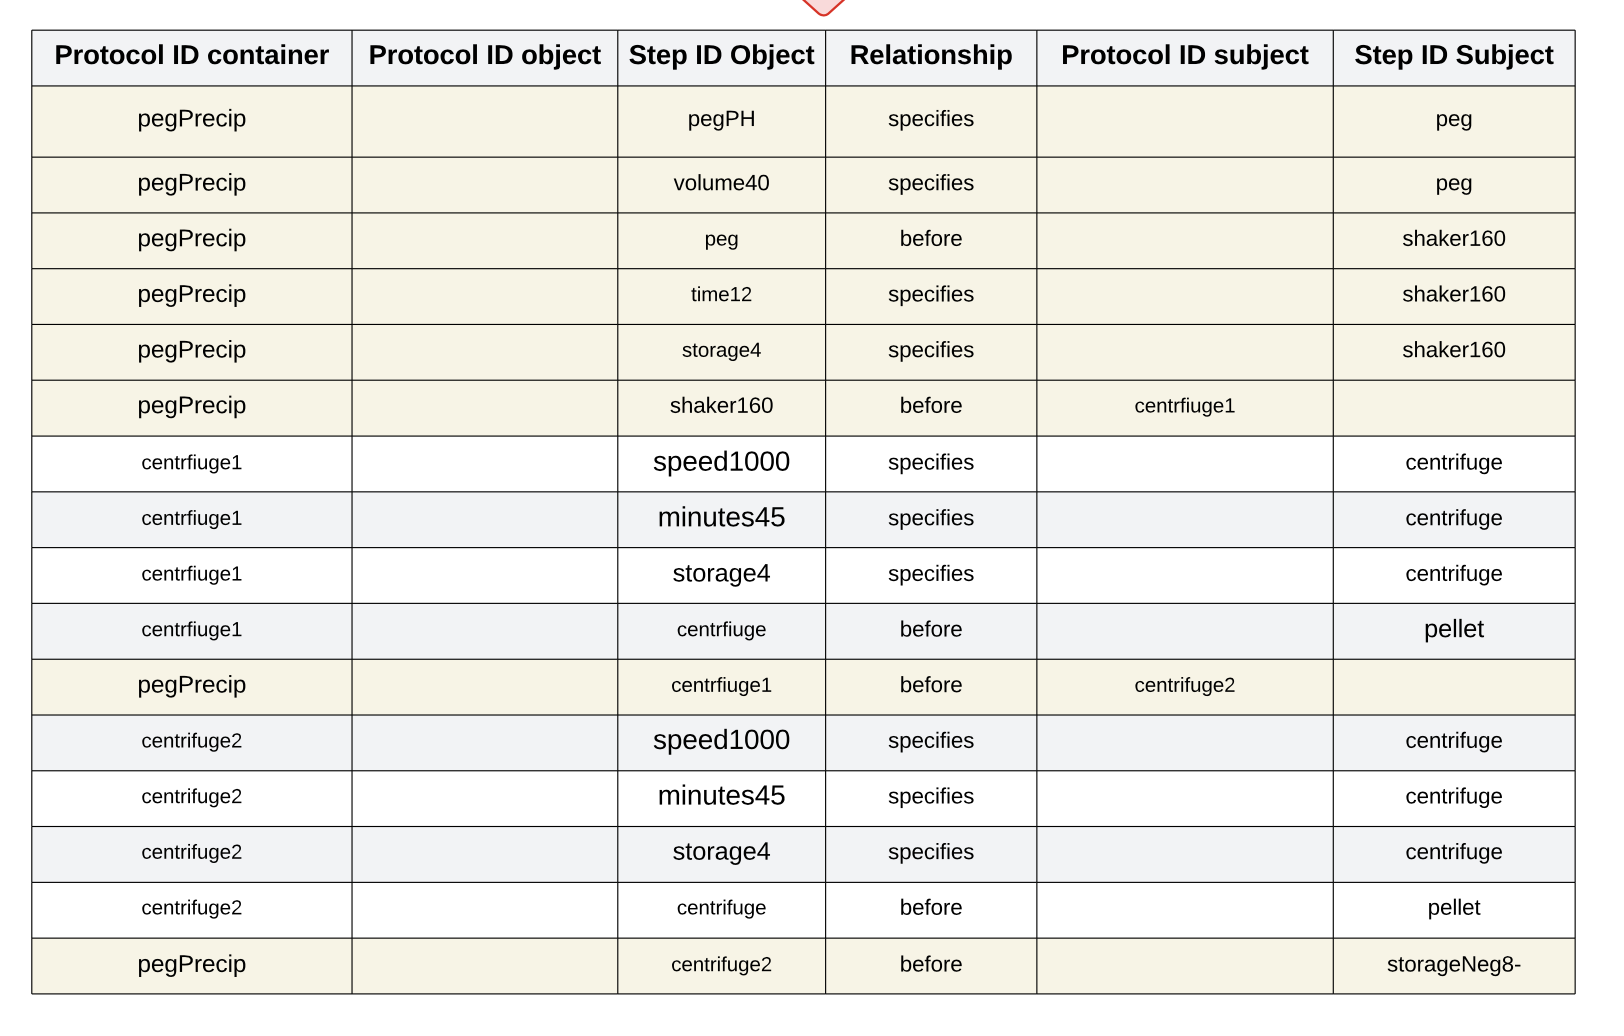 Protocol ID container Protocol ID object Step ID Object Relationship Protocol ID subject Step ID Subject
pegPrecip pegPH specifies peg
pegPrecip volume40 specifies peg
pegPrecip peg before shaker160
pegPrecip time12 specifies shaker160
pegPrecip storage4 specifies shaker160
pegPrecip shaker160 before centrfiuge1
centrfiuge1 speed1000 specifies centrifuge
centrfiuge1 minutes45 specifies centrifuge
centrfiuge1 storage4 specifies centrifuge
centrfiuge1 centrfiuge before pellet
pegPrecip centrfiuge1 before centrifuge2
centrifuge2 speed1000 specifies centrifuge
centrifuge2 minutes45 specifies centrifuge
centrifuge2 storage4 specifies centrifuge
centrifuge2 centrifuge before pellet
pegPrecip centrifuge2 before storageNeg8-